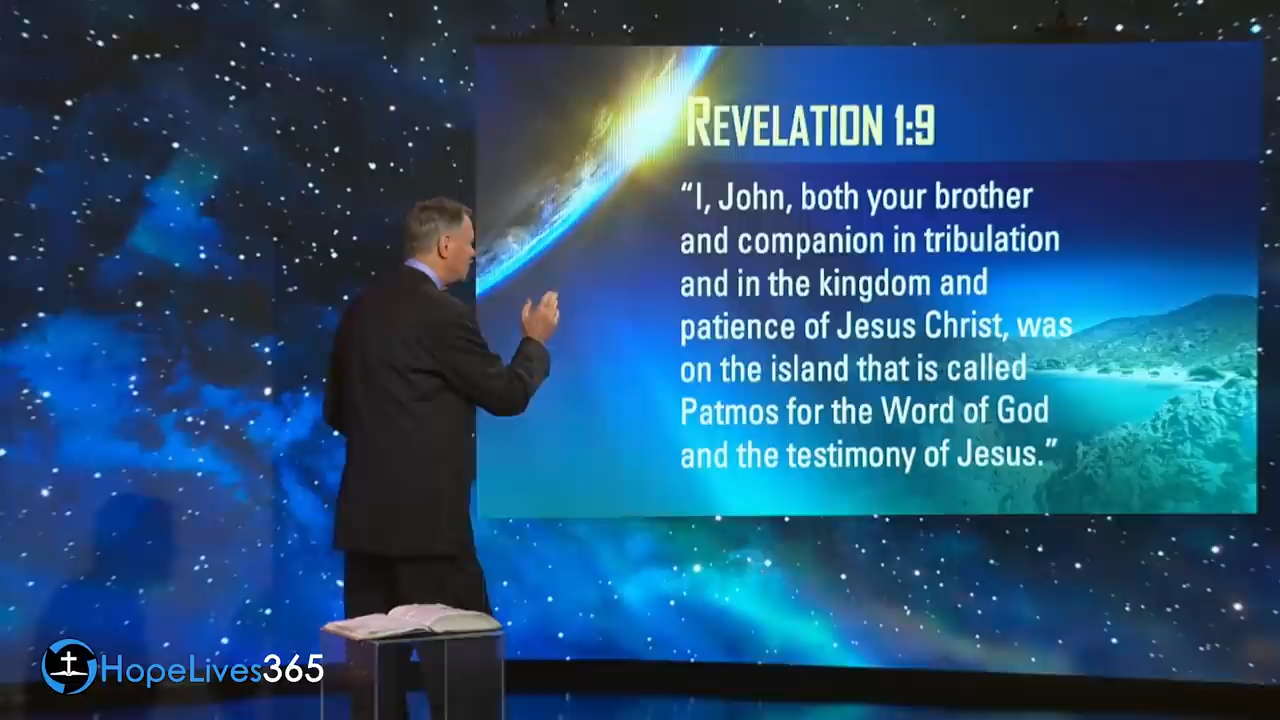 REVELATION 1:9
“I, John, both your brother
and companion in tribulation
and in the kingdom and
patience of Jesus Christ, was
on the island that is called
Patmos for the Word of God
and the testimony of Jesus.”
HopeLives365